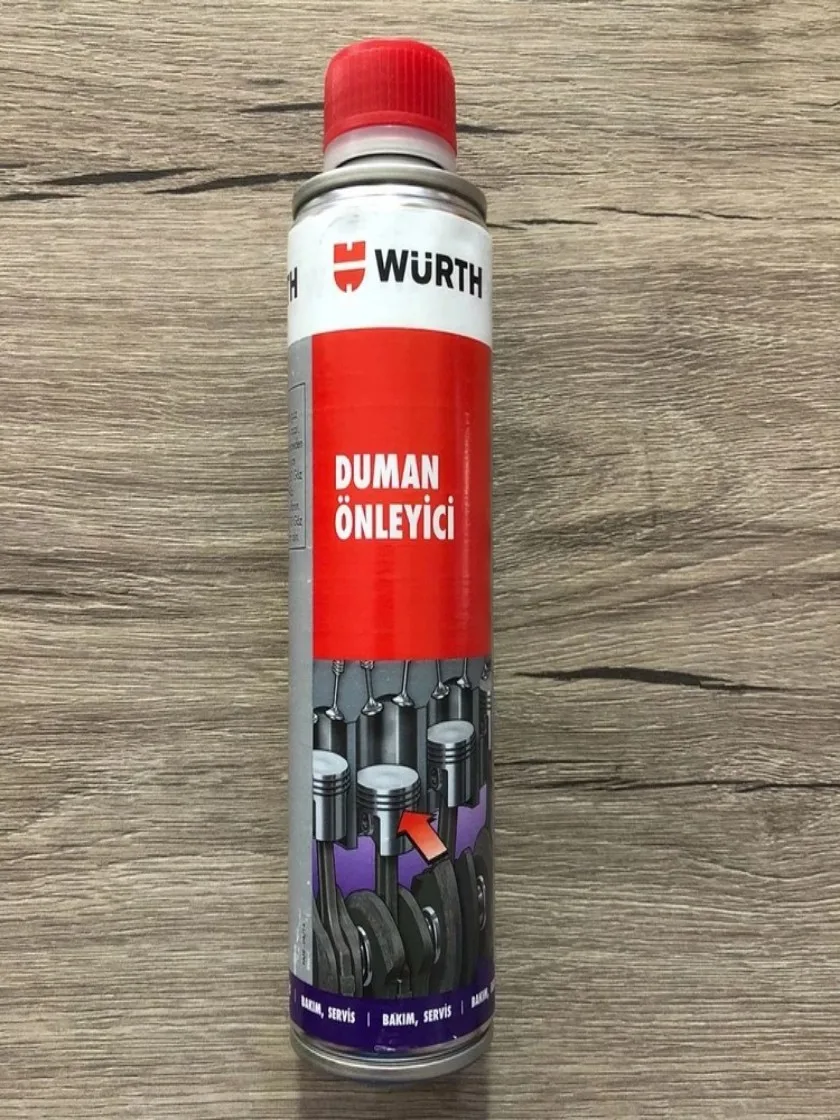 WÜRTH
DUMAN
ÖNLEYİCİ
BAKIM, SERVİS | BAKIM, SERVİS |